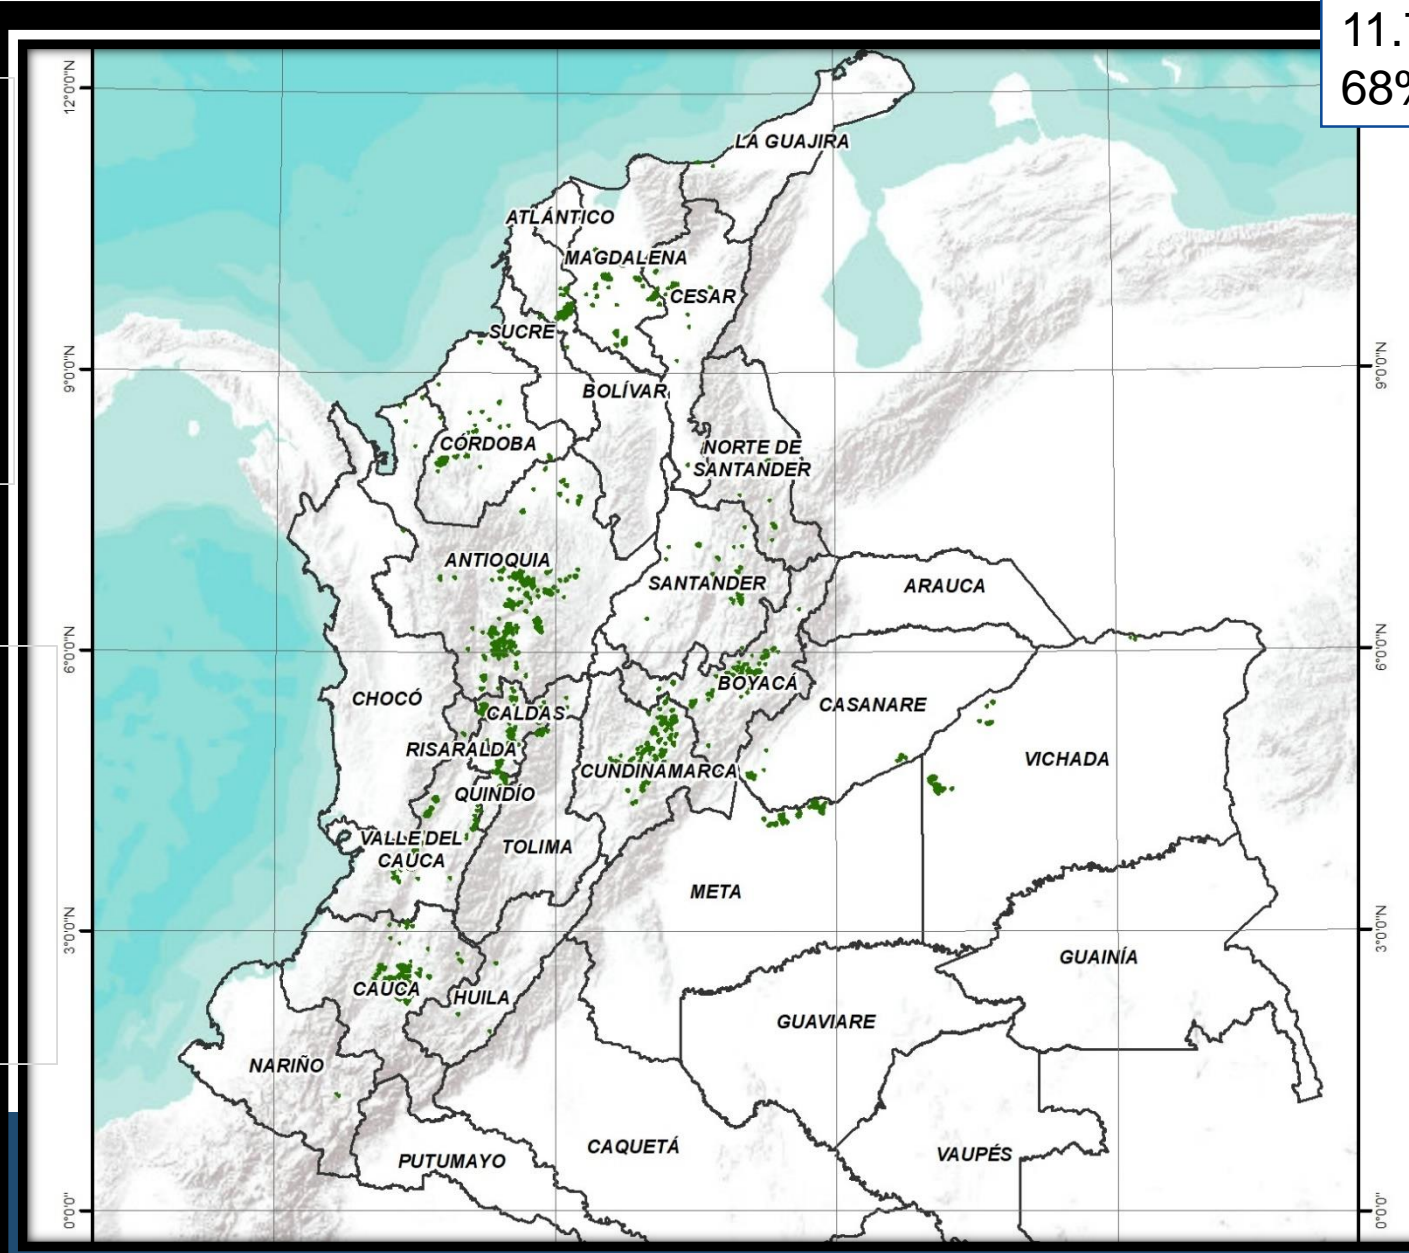 11.7
68%
12°0'0"N
LA GUAJIRA
ATLÁNTICO
MAGDALENA
CESAR
SUCRE
9°0'0"N
9°0'0"N
BOLÍVAR
CÓRDOBA
NORTE DE
SANTANDER
ANTIOQUIA
SANTANDER
ARAUCA
6°0'0"N
6°0'0"N
BOYACÁ
CHOCÓ
CASANARE
CALDAS
RISARALDA
VICHADA
CUNDINAMARCA
QUINDÍO
VALLE DEL
CAUCA
TOLIMA
META
3°0'0"N
3°0'0"N
GUAINÍA
CAUCA
HUILA
GUAVIARE
NARIÑO
CAQUETÁ
VAUPÉS
PUTUMAYO
0°0'0"
0°0'0"